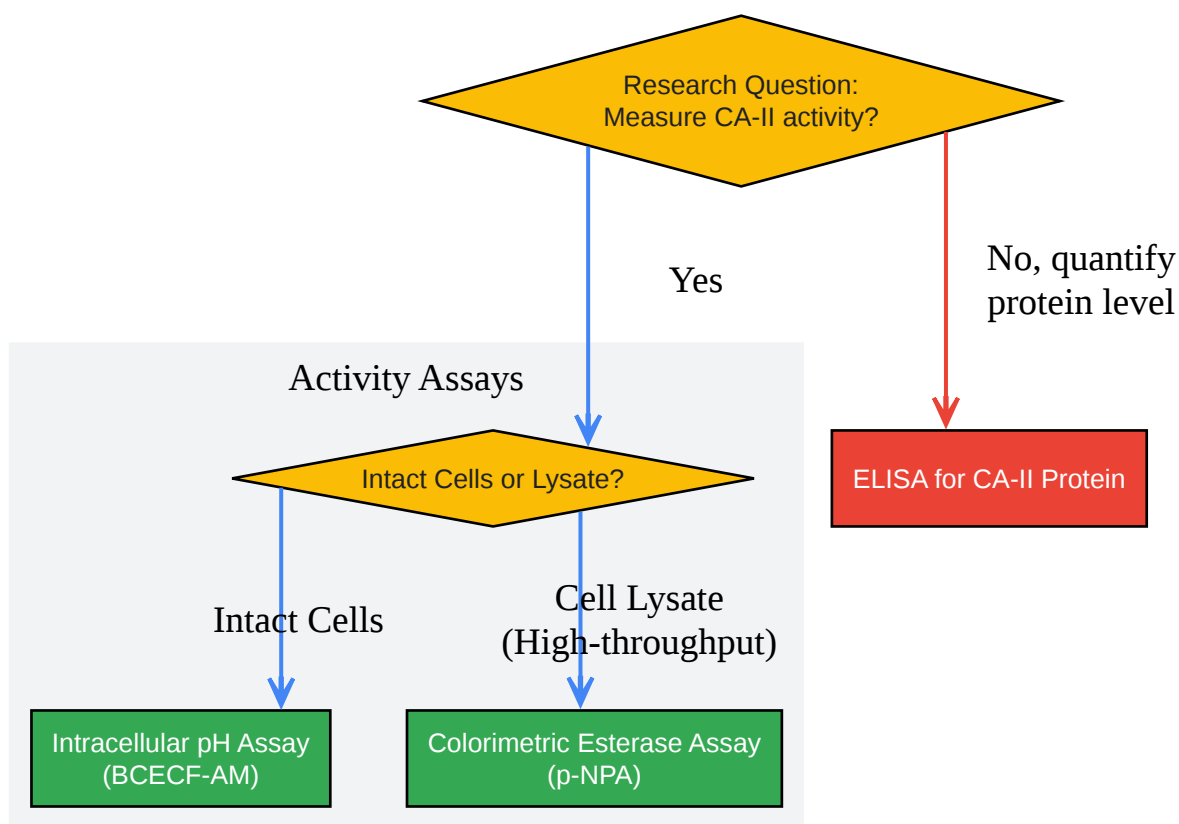 Research Question:
Measure CA-II activity?
Yes
No, quantify
protein level
Activity Assays
Intact Cells or Lysate?
ELISA for CA-II Protein
Intact Cells
Cell Lysate
(High-throughput)
Intracellular pH Assay
(BCECF-AM)
Colorimetric Esterase Assay
(p-NPA)